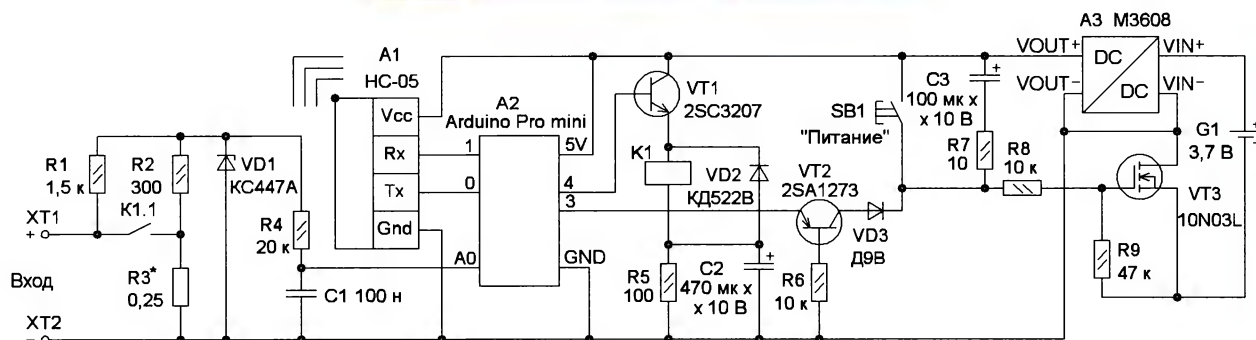 A3 M3608
VOUT+
VIN+
DC
VOUT−
VIN−
DC
A1
HC-05
Vcc
Rx
Tx
Gnd
A2
Arduino Pro mini
1
0
A0
5V
4
3
GND
VT1
2SC3207
K1
VD2
КД522В
SB1
"Питание"
C3
100 мк х
х 10 В
+
R7
10
R8
10 к
G1
3,7 В
+
VT3
10N03L
R9
47 к
VT2
2SA1273
VD3
Д9В
R6
10 к
R5
100
C2
470 мк х
х 10 В
+
R1
1,5 к
R2
300
K1.1
VD1
КС447А
R4
20 к
XT1
+
Вход
R3*
0,25
C1 100 н
XT2
−